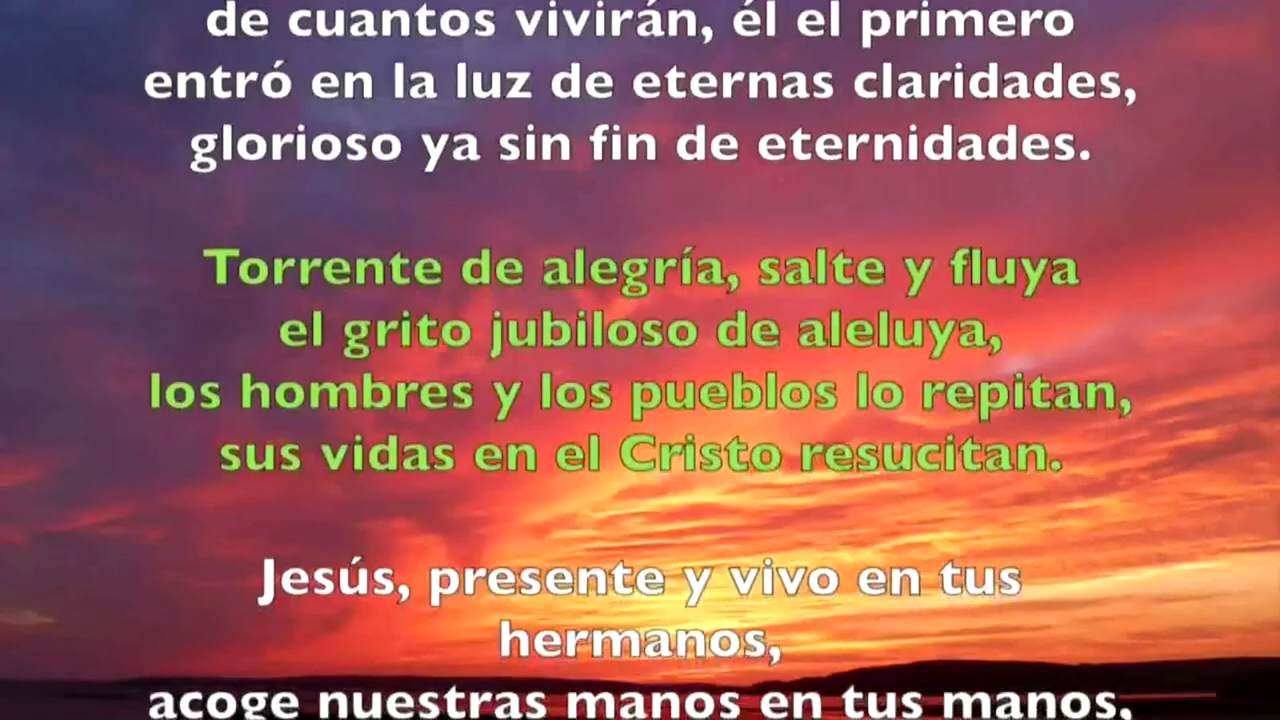 de cuantos vivirán, él el primero
entró en la luz de eternas claridades,
glorioso ya sin fin de eternidades.
Torrente de alegría, salte y fluya
el grito jubiloso de aleluya,
los hombres y los pueblos lo repitan,
sus vidas en el Cristo resucitan.
Jesús, presente y vivo en tus
hermanos,
acoge nuestras manos en tus manos,